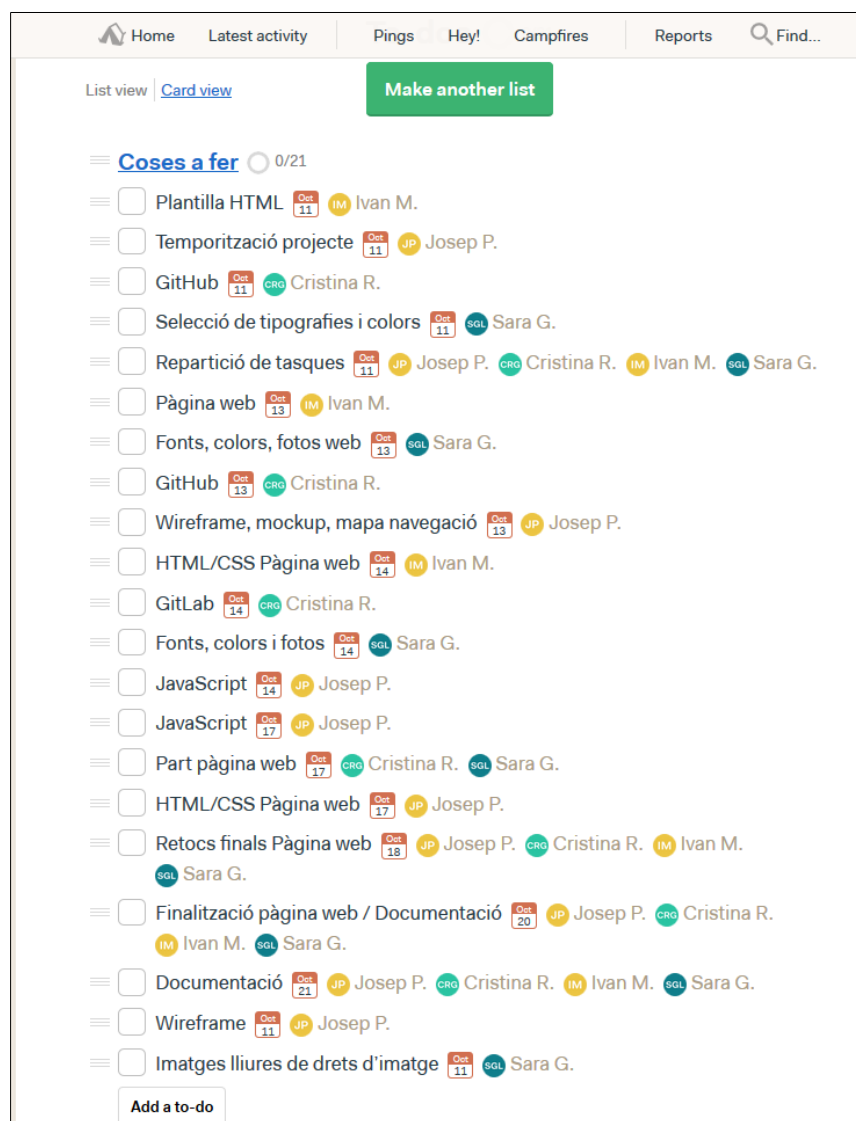 Home Latest activity Pings Hey! Campfires Reports Find...
List view Card view Make another list
Coses a fer 0/21
Plantilla HTML Oct 11 IM Ivan M.
Temporització projecte Oct 11 JP Josep P.
GitHub Oct 11 CRG Cristina R.
Selecció de tipografies i colors Oct 11 SGL Sara G.
Repartició de tasques Oct 11 JP Josep P. CRG Cristina R. IM Ivan M. SGL Sara G.
Pàgina web Oct 13 IM Ivan M.
Fonts, colors, fotos web Oct 13 SGL Sara G.
GitHub Oct 13 CRG Cristina R.
Wireframe, mockup, mapa navegació Oct 13 JP Josep P.
HTML/CSS Pàgina web Oct 14 IM Ivan M.
GitLab Oct 14 CRG Cristina R.
Fonts, colors i fotos Oct 14 SGL Sara G.
JavaScript Oct 14 JP Josep P.
JavaScript Oct 17 JP Josep P.
Part pàgina web Oct 17 CRG Cristina R. SGL Sara G.
HTML/CSS Pàgina web Oct 17 JP Josep P.
Retocs finals Pàgina web Oct 18 JP Josep P. CRG Cristina R. IM Ivan M.
SGL Sara G.
Finalització pàgina web / Documentació Oct 20 JP Josep P. CRG Cristina R.
IM Ivan M. SGL Sara G.
Documentació Oct 21 JP Josep P. CRG Cristina R. IM Ivan M. SGL Sara G.
Wireframe Oct 11 JP Josep P.
Imatges lliures de drets d'imatge Oct 11 SGL Sara G.
Add a to-do